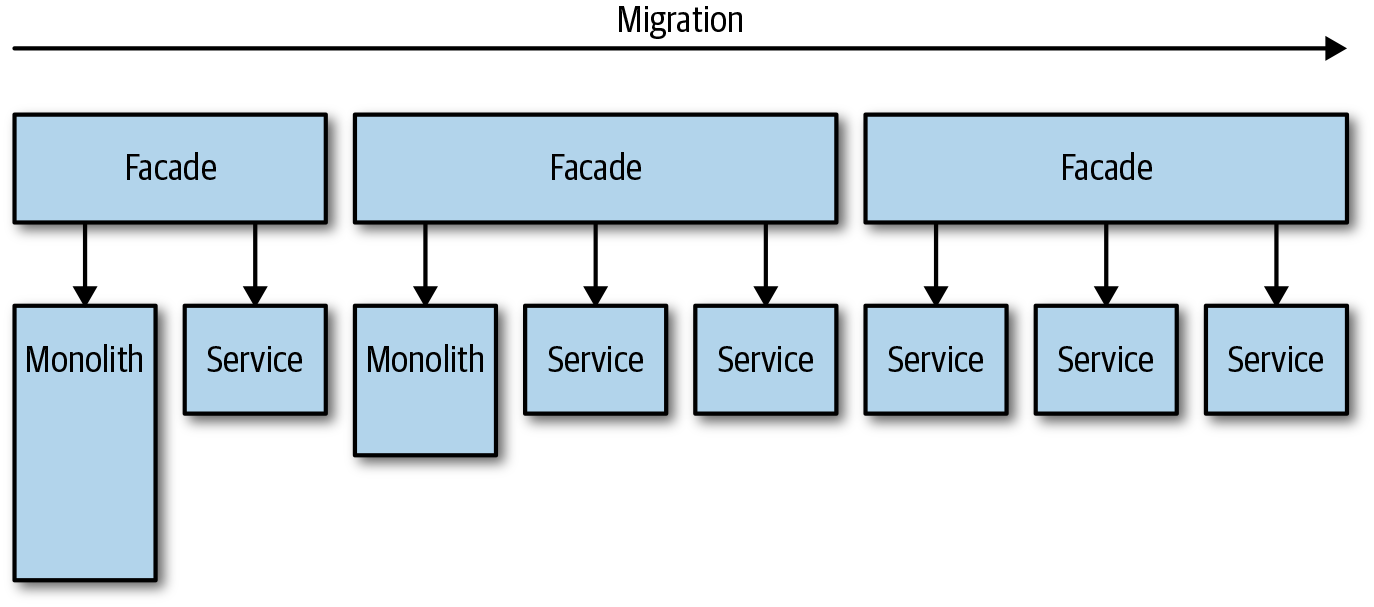 Migration
Facade
Facade
Facade
Monolith
Service
Monolith
Service
Service
Service
Service
Service